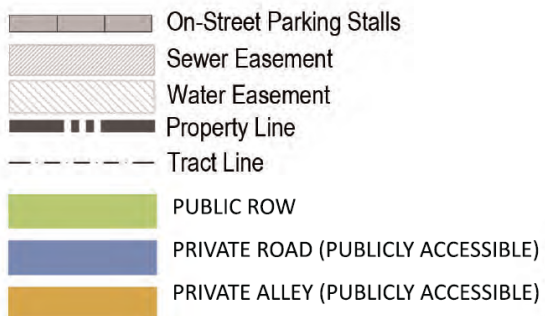 On-Street Parking Stalls
Sewer Easement
Water Easement
Property Line
Tract Line
PUBLIC ROW
PRIVATE ROAD (PUBLICLY ACCESSIBLE)
PRIVATE ALLEY (PUBLICLY ACCESSIBLE)